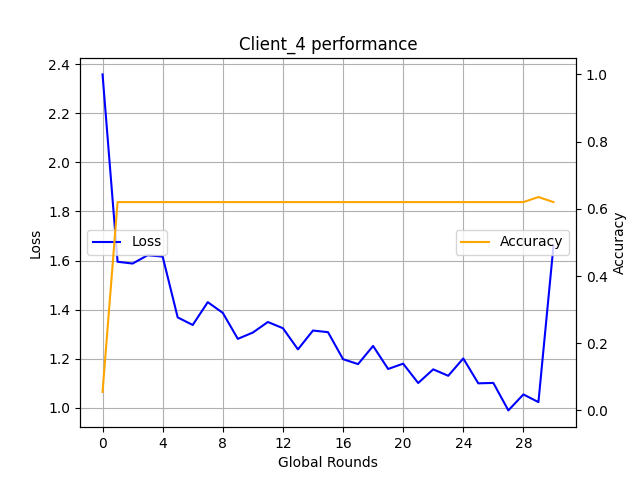 Client_4 performance
2.4
2.2
2.0
1.8
1.6
1.4
1.2
1.0
Loss
1.0
0.8
0.6
0.4
0.2
0.0
Accuracy
Loss
Accuracy
0 4 8 12 16 20 24 28
Global Rounds